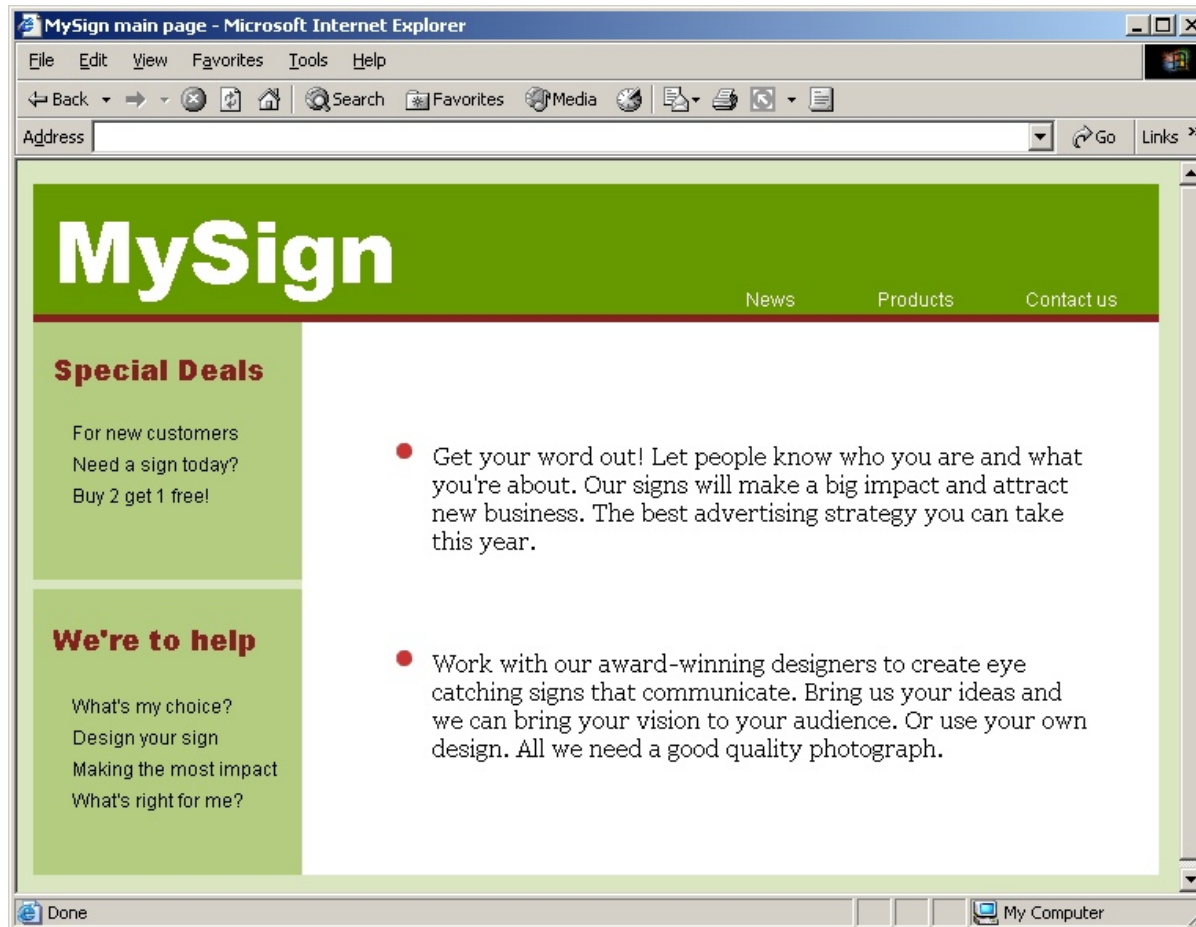 MySign main page - Microsoft Internet Explorer
File Edit View Favorites Tools Help
Back Search Favorites Media
Address Go Links »
MySign
News Products Contact us
Special Deals
For new customers
Need a sign today?
Buy 2 get 1 free!
We're to help
What's my choice?
Design your sign
Making the most impact
What's right for me?
Get your word out! Let people know who you are and what
you're about. Our signs will make a big impact and attract
new business. The best advertising strategy you can take
this year.
Work with our award-winning designers to create eye
catching signs that communicate. Bring us your ideas and
we can bring your vision to your audience. Or use your own
design. All we need a good quality photograph.
Done My Computer